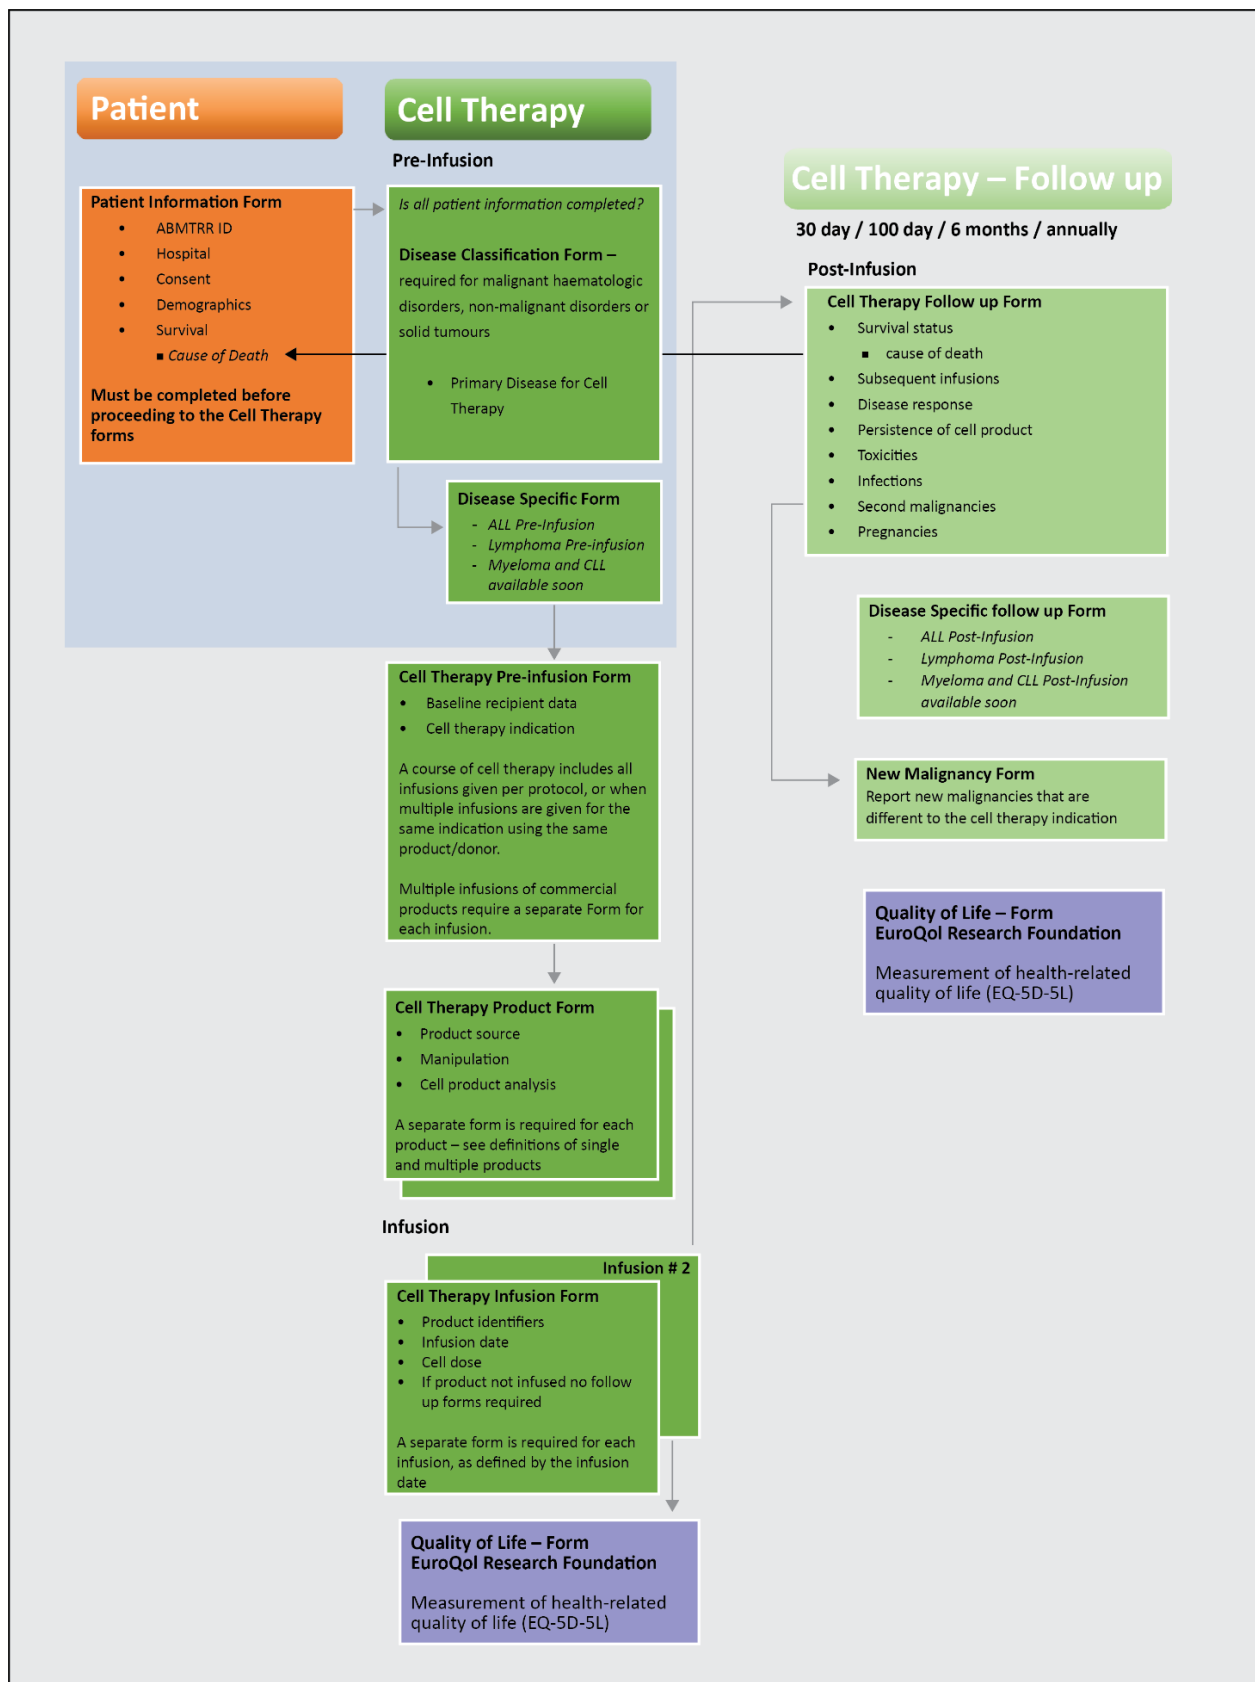 Patient
Patient Information Form
• ABMTRR ID
• Hospital
• Consent
• Demographics
• Survival
■ Cause of Death
Must be completed before
proceeding to the Cell Therapy
forms
Cell Therapy
Pre-Infusion
Is all patient information completed?
Disease Classification Form –
required for malignant haematologic
disorders, non-malignant disorders or
solid tumours
• Primary Disease for Cell
Therapy
Disease Specific Form
- ALL Pre-Infusion
- Lymphoma Pre-infusion
- Myeloma and CLL
available soon
Cell Therapy Pre-infusion Form
• Baseline recipient data
• Cell therapy indication
A course of cell therapy includes all
infusions given per protocol, or when
multiple infusions are given for the
same indication using the same
product/donor.
Multiple infusions of commercial
products require a separate Form for
each infusion.
Cell Therapy Product Form
• Product source
• Manipulation
• Cell product analysis
A separate form is required for each
product – see definitions of single
and multiple products
Infusion
Infusion # 2
Cell Therapy Infusion Form
• Product identifiers
• Infusion date
• Cell dose
• If product not infused no follow
up forms required
A separate form is required for each
infusion, as defined by the infusion
date
Quality of Life – Form
EuroQol Research Foundation
Measurement of health-related
quality of life (EQ-5D-5L)
Cell Therapy – Follow up
30 day / 100 day / 6 months / annually
Post-Infusion
Cell Therapy Follow up Form
• Survival status
■ cause of death
• Subsequent infusions
• Disease response
• Persistence of cell product
• Toxicities
• Infections
• Second malignancies
• Pregnancies
Disease Specific follow up Form
- ALL Post-Infusion
- Lymphoma Post-Infusion
- Myeloma and CLL Post-Infusion
available soon
New Malignancy Form
Report new malignancies that are
different to the cell therapy indication
Quality of Life – Form
EuroQol Research Foundation
Measurement of health-related
quality of life (EQ-5D-5L)